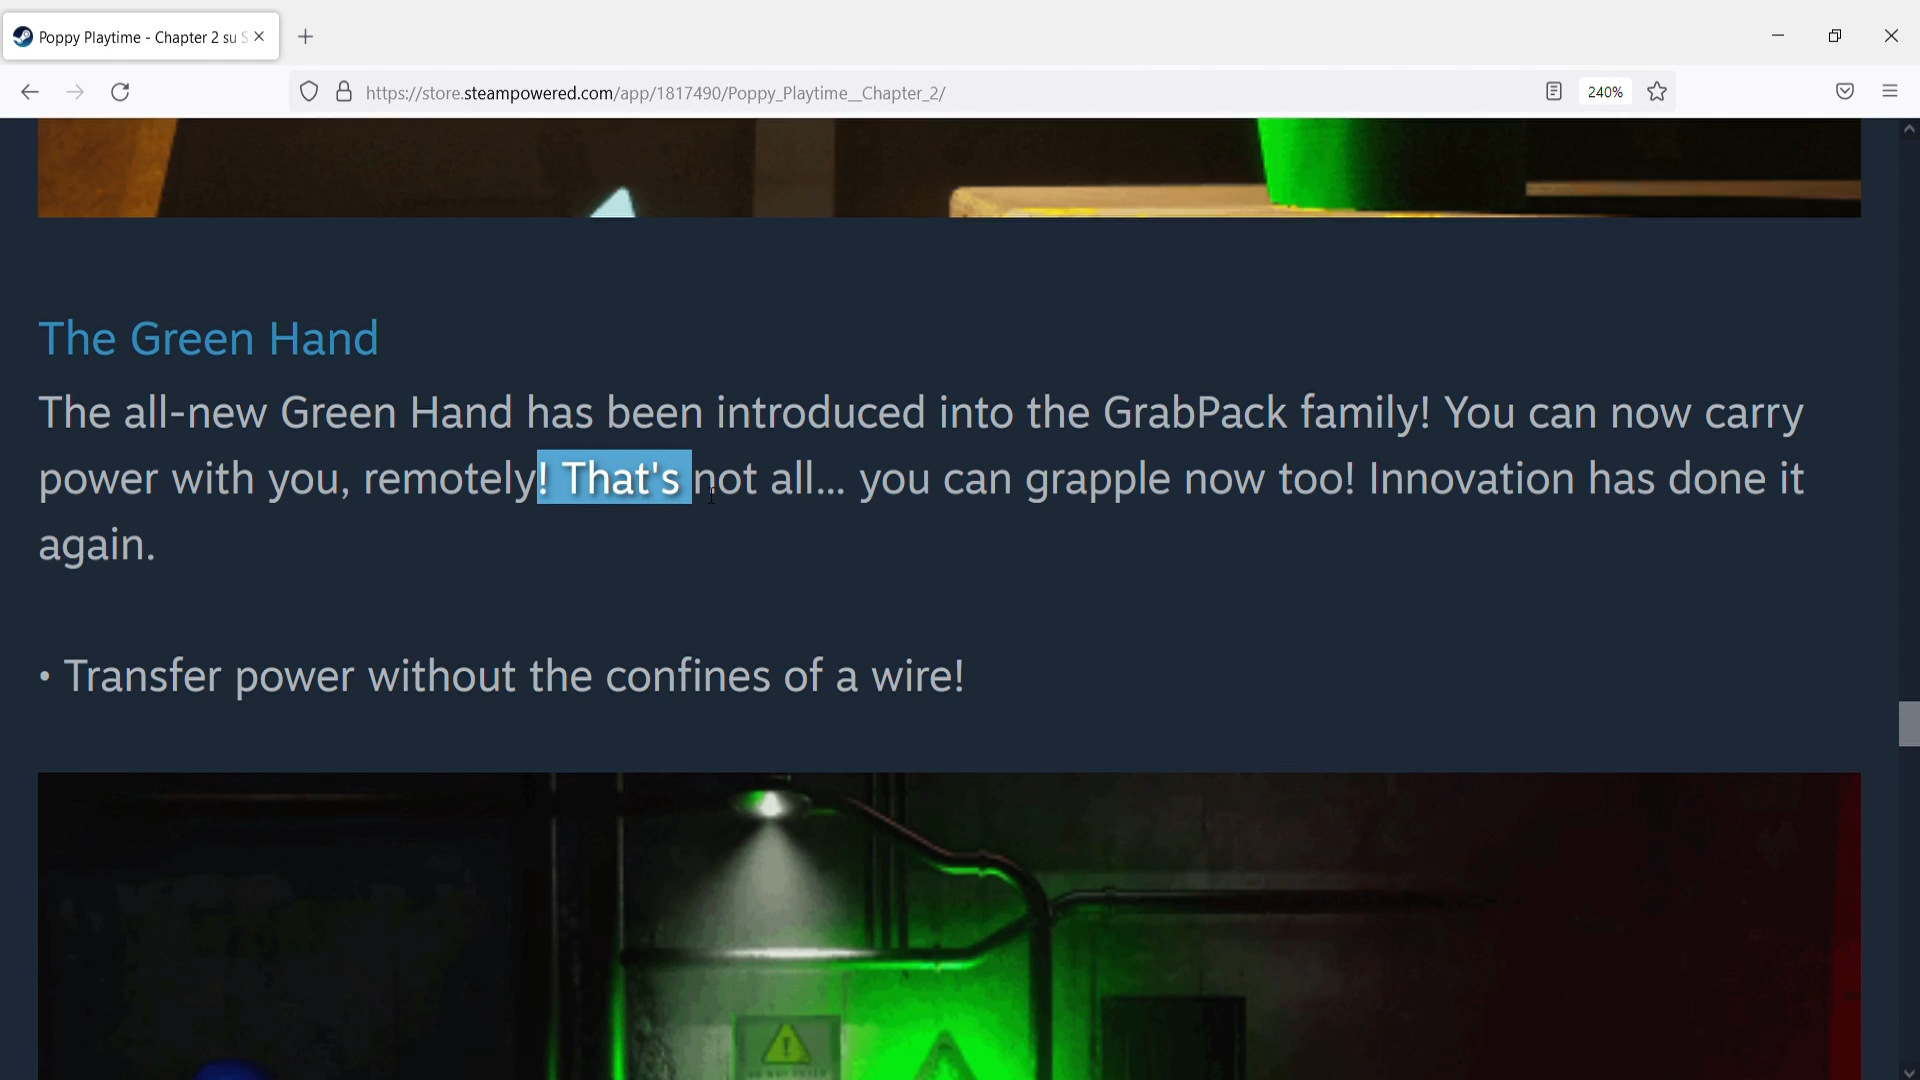 Poppy Playtime - Chapter 2 su S
https://store.steampowered.com/app/1817490/Poppy_Playtime__Chapter_2/
240%
The Green Hand
The all-new Green Hand has been introduced into the GrabPack family! You can now carry
power with you, remotely! That's not all... you can grapple now too! Innovation has done it
again.
• Transfer power without the confines of a wire!